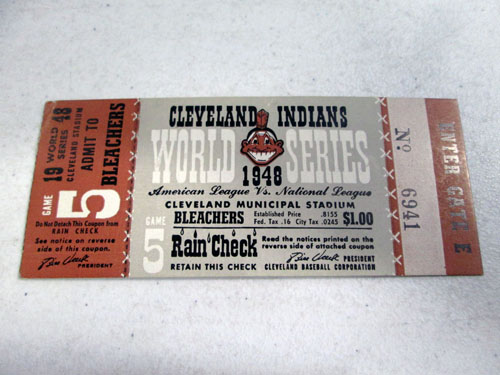 19 WORLD 48
SERIES
CLEVELAND STADIUM
ADMIT TO
BLEACHERS
GAME
5
Do Not Detach This Coupon from
RAIN CHECK
See notice on reverse
side of this coupon.
Bill Veeck
PRESIDENT
CLEVELAND INDIANS
WORLD SERIES
1948
American League Vs. National League
CLEVELAND MUNICIPAL STADIUM
BLEACHERS
Established Price .8155
Fed. Tax .16 City Tax .0245
$1.00
GAME
5
Rain Check
RETAIN THIS CHECK
Read the notices printed on the
reverse side of attached coupon
Bill Veeck PRESIDENT
CLEVELAND BASEBALL CORPORATION
No. 6941
ENTER GATE E